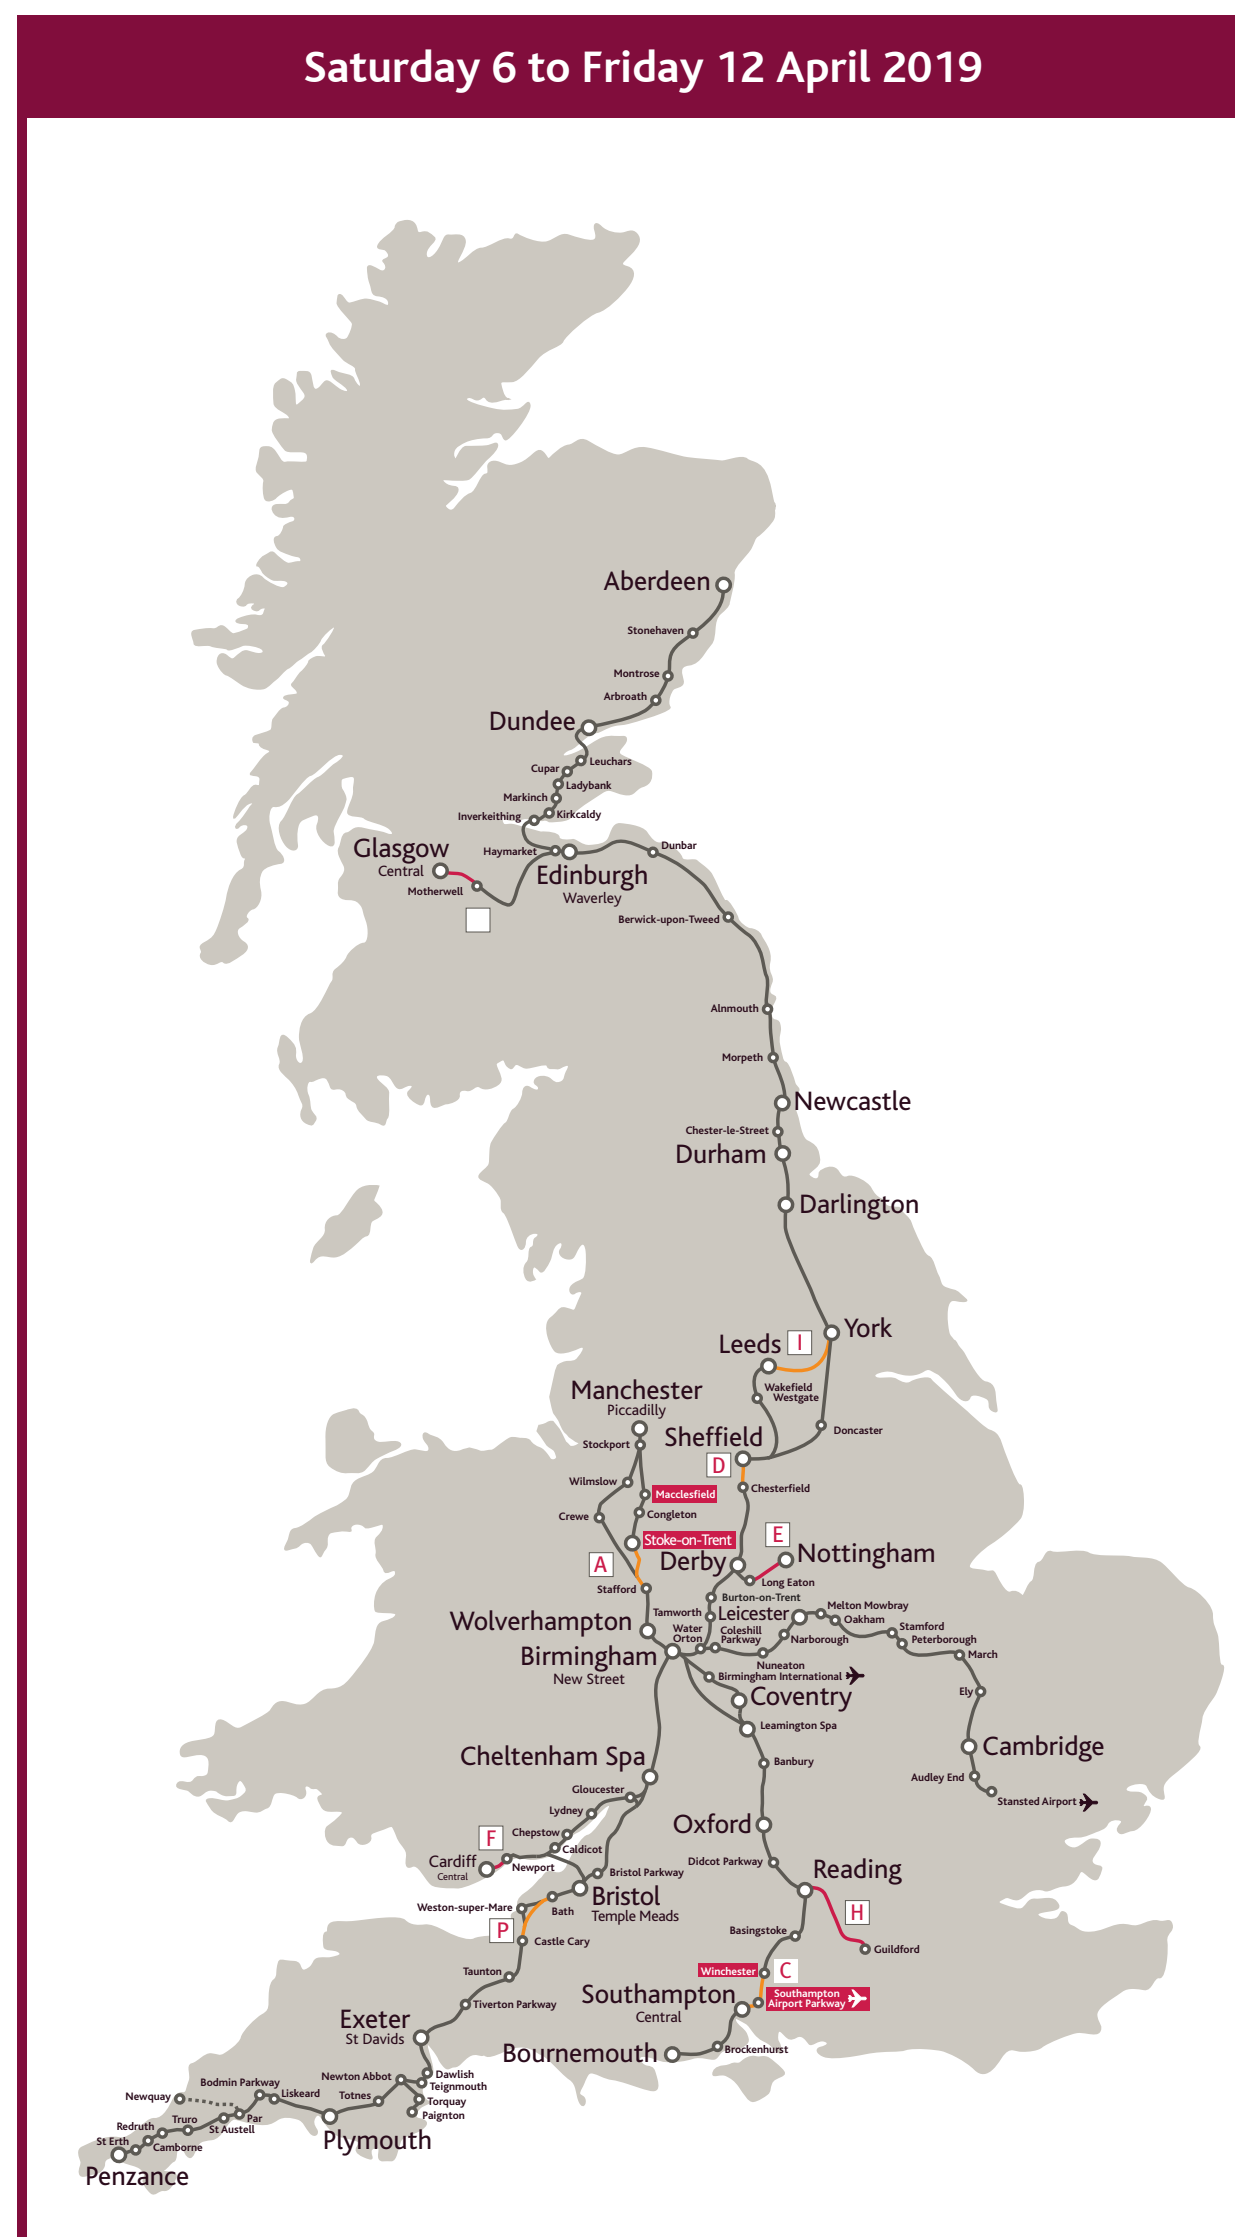 Saturday 6 to Friday 12 April 2019
Aberdeen
Stonehaven
Montrose
Arbroath
Dundee
Leuchars
Cupar
Ladybank
Markinch
Kirkcaldy
Inverkeithing
Glasgow
Central
Haymarket
Dunbar
Edinburgh
Waverley
Motherwell
Berwick-upon-Tweed
Alnmouth
Morpeth
Newcastle
Chester-le-Street
Durham
Darlington
York
Leeds
I
Wakefield
Westgate
Manchester
Piccadilly
Doncaster
Sheffield
Stockport
D
Wilmslow
Chesterfield
Macclesfield
Crewe
Congleton
Stoke-on-Trent
E
Nottingham
A
Derby
Long Eaton
Stafford
Burton-on-Trent
Melton Mowbray
Tamworth
Leicester
Oakham
Wolverhampton
Stamford
Water
Orton
Coleshill
Parkway
Narborough
Peterborough
Birmingham
New Street
March
Nuneaton
Birmingham International
Ely
Coventry
Leamington Spa
Cambridge
Cheltenham Spa
Banbury
Audley End
Gloucester
Stansted Airport
Lydney
Oxford
Chepstow
F
Caldicot
Cardiff
Central
Newport
Didcot Parkway
Reading
Bristol Parkway
Bristol
Temple Meads
Weston-super-Mare
Bath
H
P
Castle Cary
Basingstoke
Guildford
Taunton
Winchester
C
Southampton
Central
Southampton
Airport Parkway
Tiverton Parkway
Exeter
St Davids
Bournemouth
Brockenhurst
Dawlish
Newton Abbot
Teignmouth
Bodmin Parkway
Liskeard
Totnes
Torquay
Newquay
Paignton
Par
Truro
St Austell
Redruth
Plymouth
St Erth
Camborne
Penzance